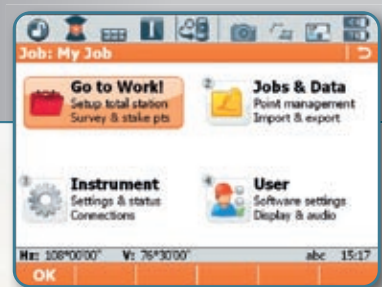 Job: My Job
Go to Work!
Setup total station
Survey & stake pts
2
Jobs & Data
Point management
Import & export
3
Instrument
Settings & status
Connections
4
User
Software settings
Display & audio
Hz: 108°00'00" V: 76°30'00" abc 15:17
OK